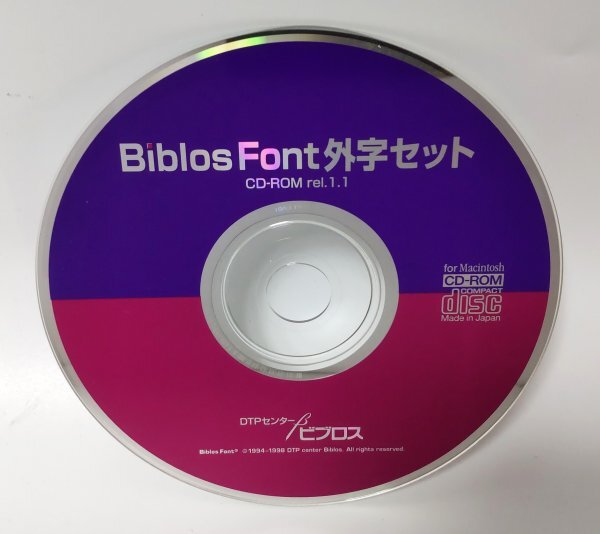 Biblos Font外字セット
CD-ROM rel.1.1
for Macintosh
CD-ROM
COMPACT
disc
Made in Japan
DTPセンター
β ビブロス
Biblos Font® ©1994-1998 DTP center Biblos. All rights reserved.